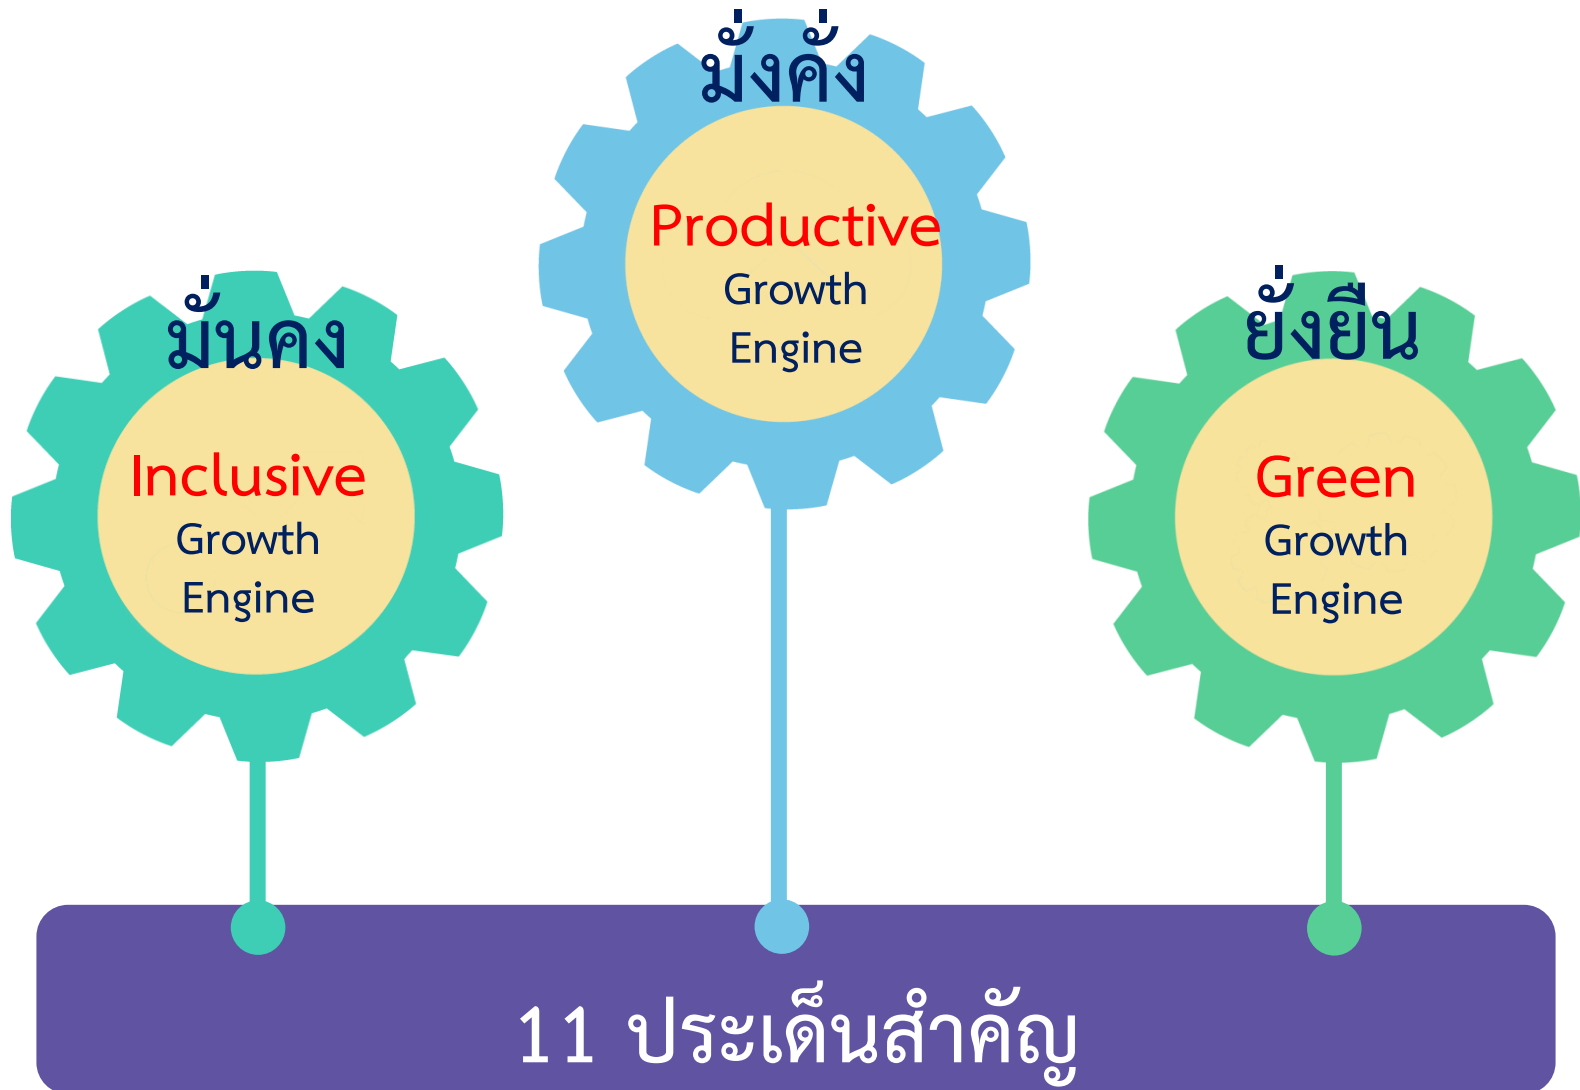 มั่งคั่ง
Productive
Growth
Engine
มั่นคง
Inclusive
Growth
Engine
ยั่งยืน
Green
Growth
Engine
11 ประเด็นสำคัญ